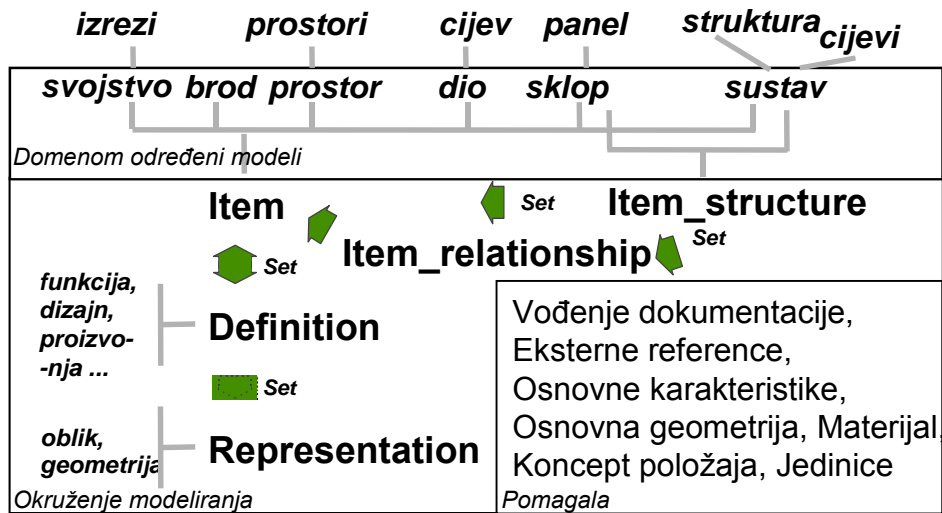 izrezi prostori cijev panel struktura cijevi
svojstvo brod prostor dio sklop sustav
Domenom određeni modeli
Item Set Item_structure
Item_relationship Set
Set
funkcija,
dizajn,
proizvo-
-nja ...
Definition
Set
oblik,
geometrija
Representation
Okruženje modeliranja
Vođenje dokumentacije,
Eksterne reference,
Osnovne karakteristike,
Osnovna geometrija, Materijal,
Koncept položaja, Jedinice
Pomagala